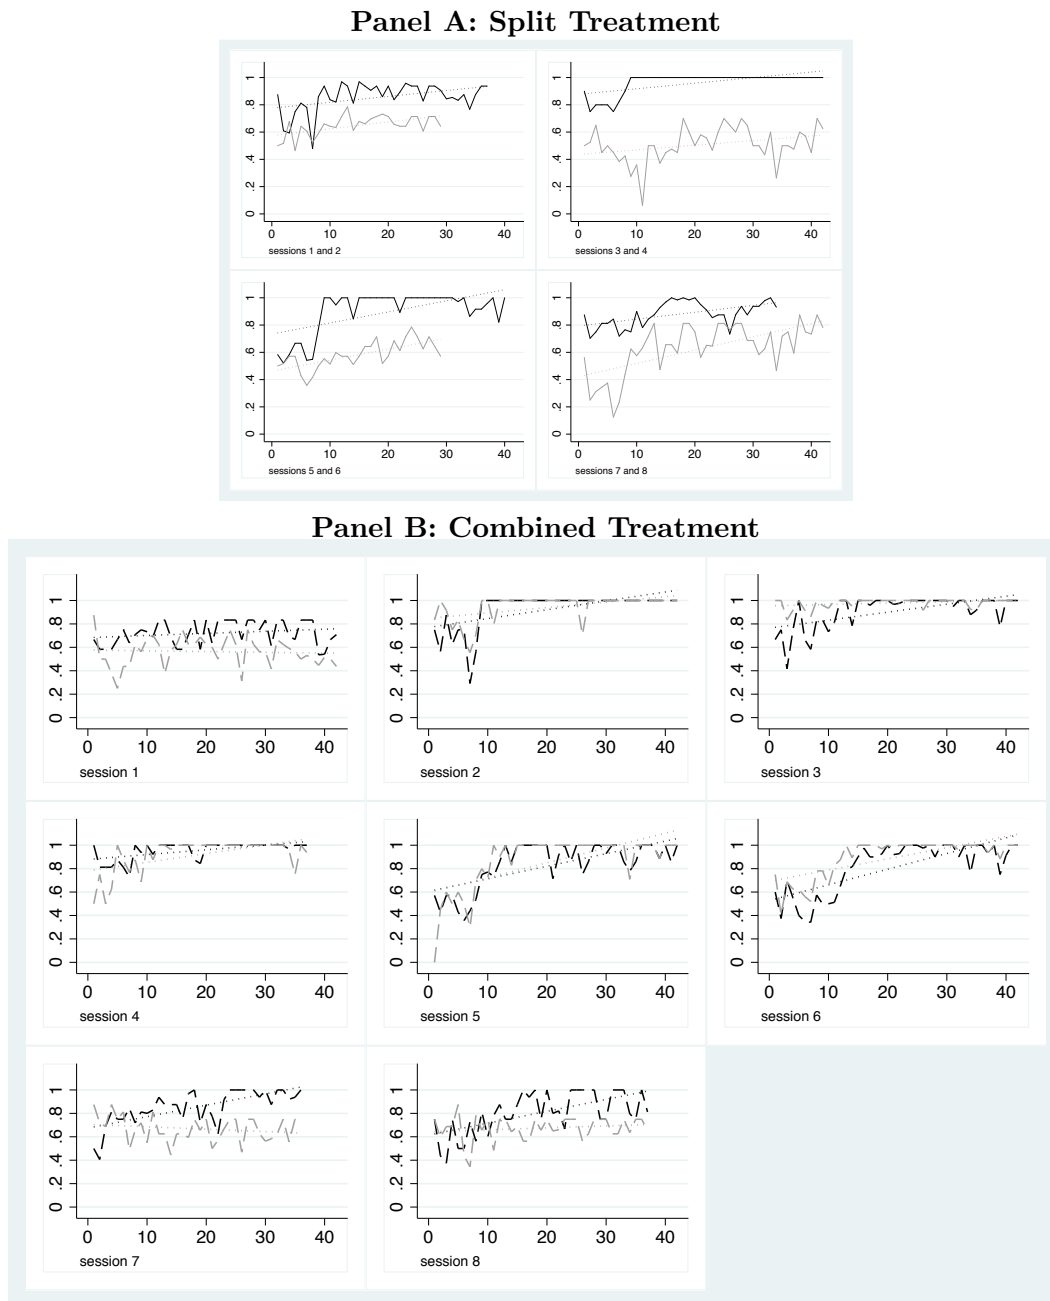 Panel A: Split Treatment
0 .2 .4 .6 .8 1
0 10 20 30 40
sessions 1 and 2
0 .2 .4 .6 .8 1
0 10 20 30 40
sessions 3 and 4
0 .2 .4 .6 .8 1
0 10 20 30 40
sessions 5 and 6
0 .2 .4 .6 .8 1
0 10 20 30 40
sessions 7 and 8
Panel B: Combined Treatment
0 .2 .4 .6 .8 1
0 10 20 30 40
session 1
0 .2 .4 .6 .8 1
0 10 20 30 40
session 2
0 .2 .4 .6 .8 1
0 10 20 30 40
session 3
0 .2 .4 .6 .8 1
0 10 20 30 40
session 4
0 .2 .4 .6 .8 1
0 10 20 30 40
session 5
0 .2 .4 .6 .8 1
0 10 20 30 40
session 6
0 .2 .4 .6 .8 1
0 10 20 30 40
session 7
0 .2 .4 .6 .8 1
0 10 20 30 40
session 8